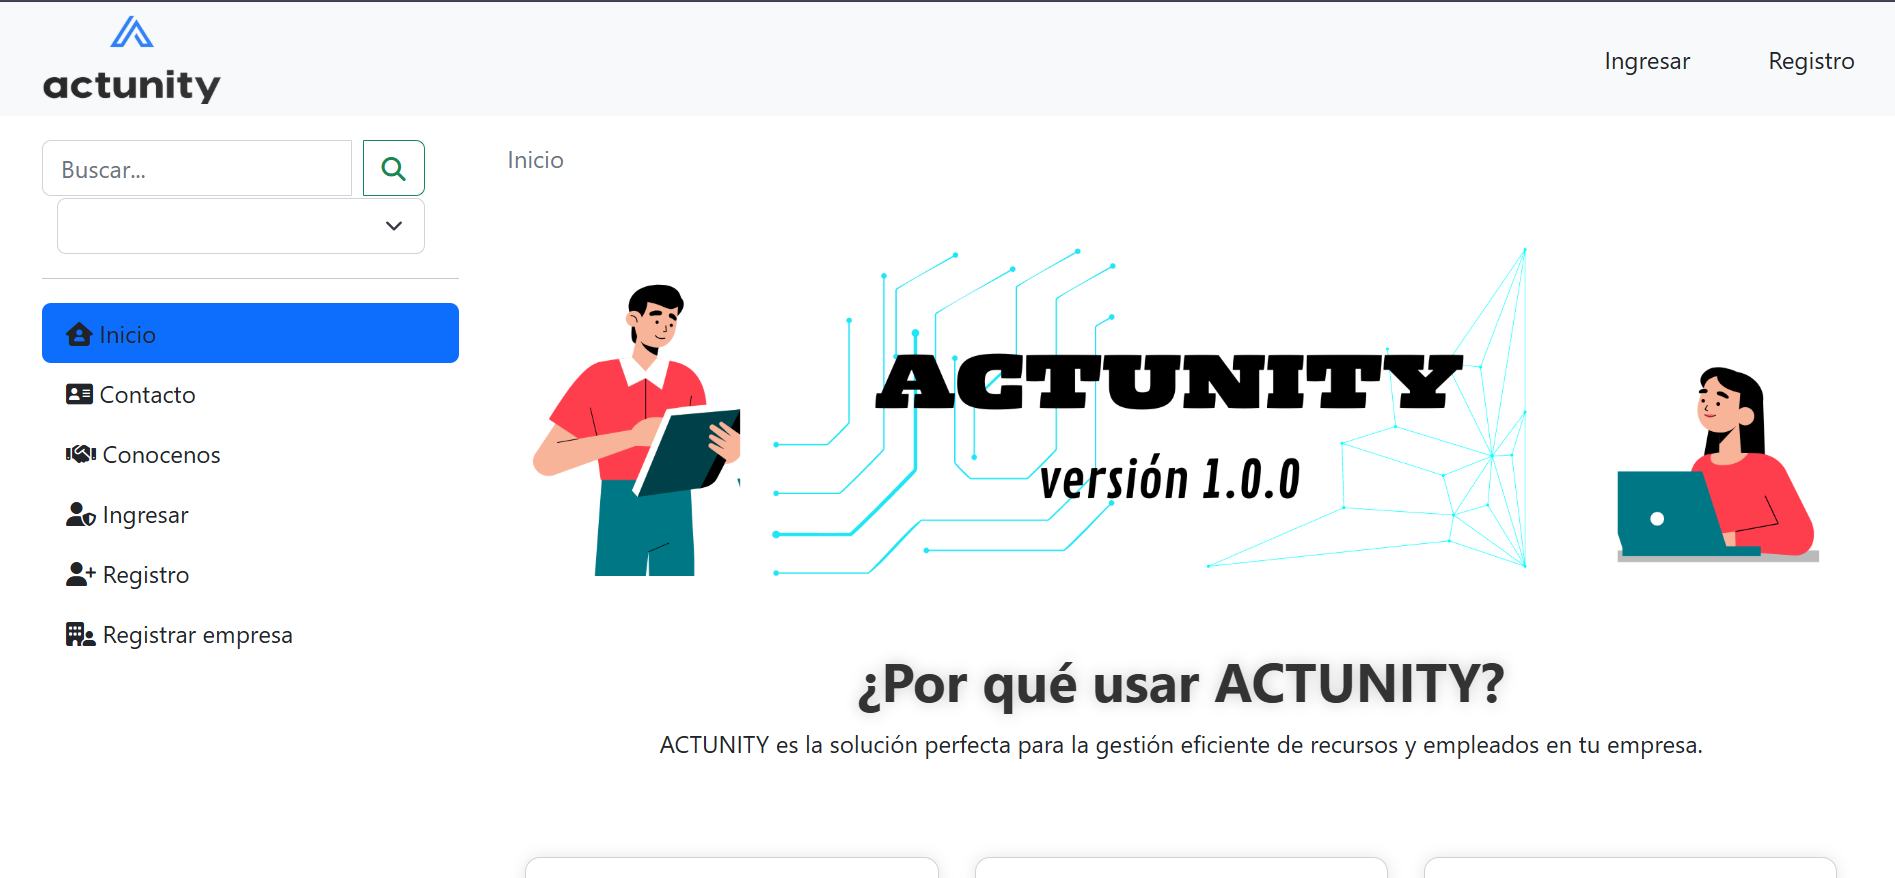 actunity
Ingresar
Registro
Buscar...
Inicio
Inicio
Contacto
Conocenos
Ingresar
Registro
Registrar empresa
ACTUNITY
versión 1.0.0
¿Por qué usar ACTUNITY?
ACTUNITY es la solución perfecta para la gestión eficiente de recursos y empleados en tu empresa.